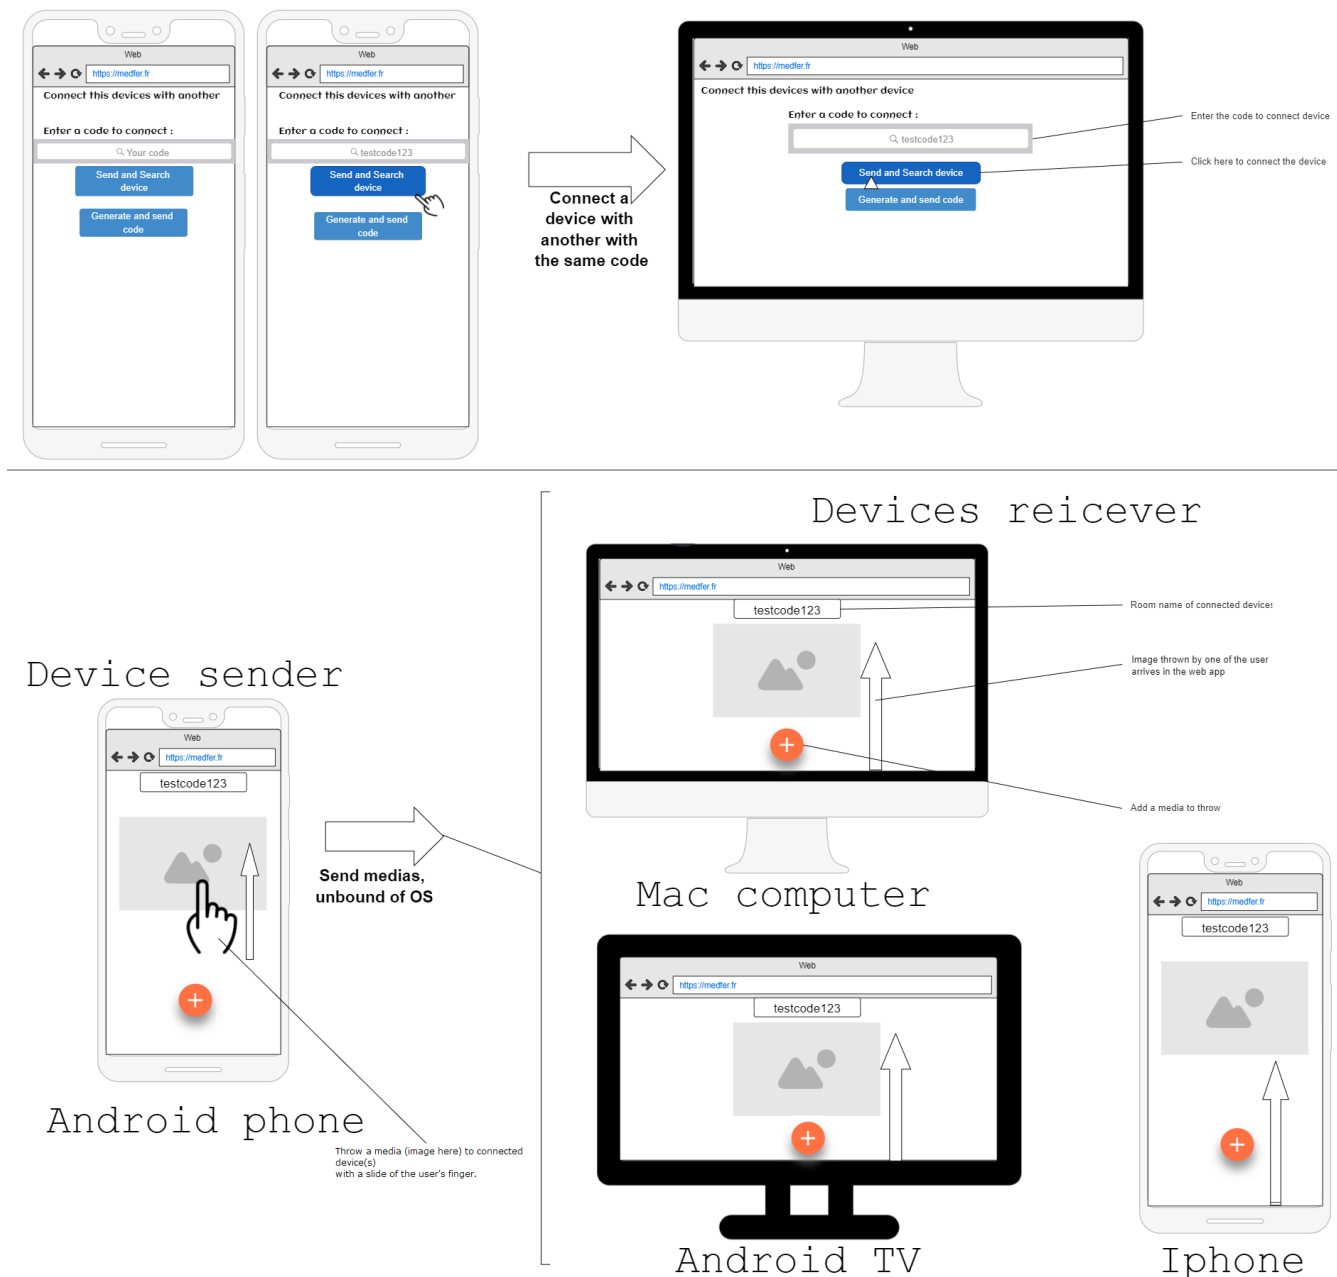 Web
https://medfer.fr
Connect this devices with another
Enter a code to connect :
Your code
Send and Search
device
Generate and send
code
Web
https://medfer.fr
Connect this devices with another
Enter a code to connect :
testcode123
Send and Search
device
Generate and send
code
Connect a
device with
another with
the same code
Web
https://medfer.fr
Connect this devices with another device
Enter a code to connect :
testcode123
Send and Search device
Generate and send code
Enter the code to connect device
Click here to connect the device
Device sender
Web
https://medfer.fr
testcode123
Android phone
Throw a media (image here) to connected
device(s)
with a slide of the user's finger.
Send medias,
unbound of OS
Devices reicever
Web
https://medfer.fr
testcode123
Room name of connected devices
Image thrown by one of the user
arrives in the web app
Add a media to throw
Mac computer
Web
https://medfer.fr
testcode123
Android TV
Web
https://medfer.fr
testcode123
Iphone